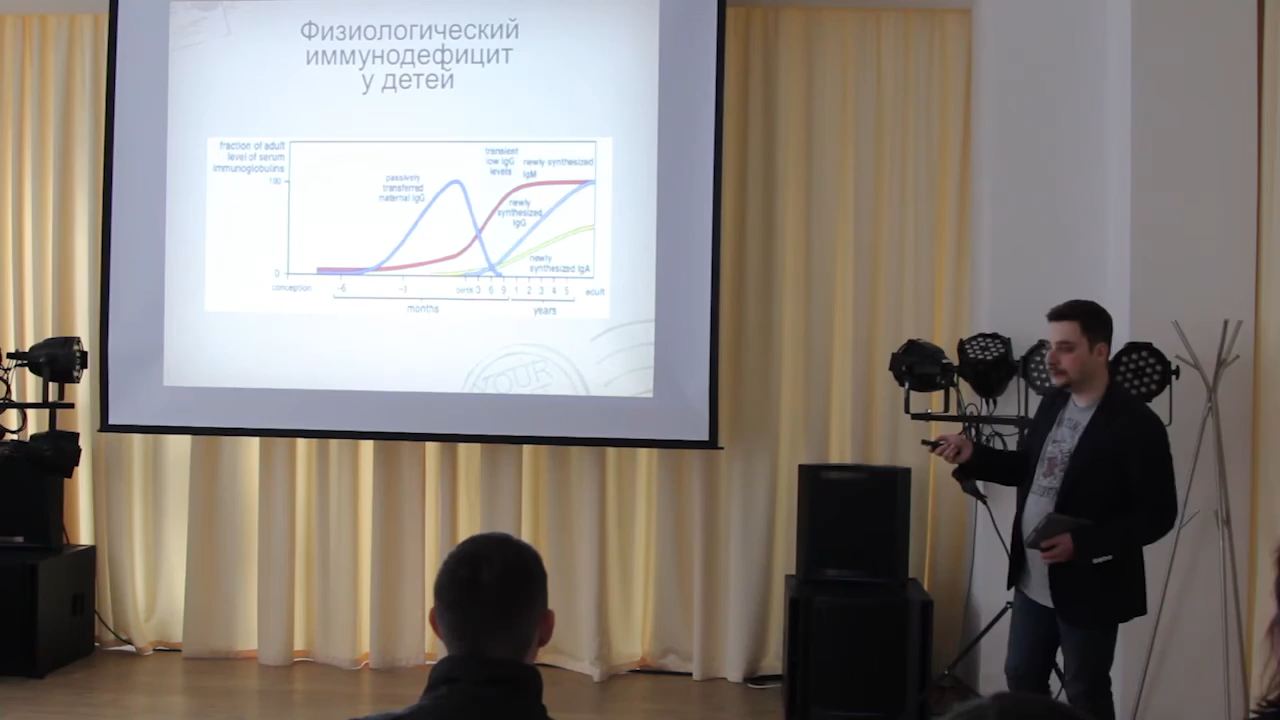 Физиологический
иммунодефицит
у детей
fraction of adult
level of serum
immunoglobulins
100
passively
transferred
maternal IgG
transient
low IgG
levels
newly synthesized
IgM
newly
synthesized
IgG
newly
synthesized IgA
0
conception
-6
-3
birth 3 6 9 1 2 3 4 5 adult
months
years
YOUR